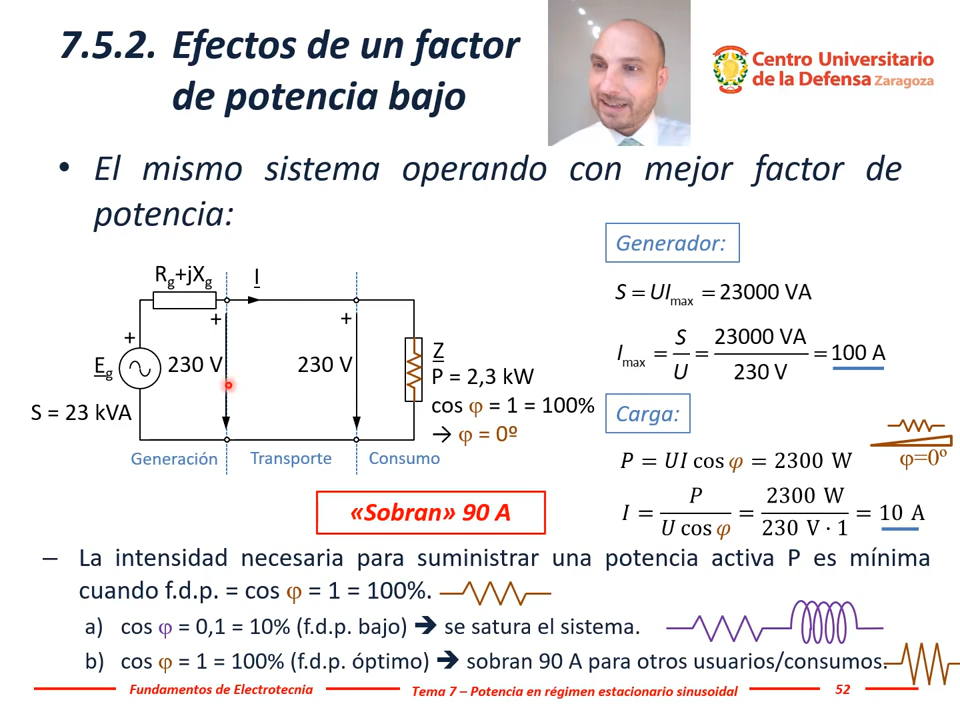 7.5.2. Efectos de un factor
de potencia bajo
Centro Universitario
de la Defensa Zaragoza
• El mismo sistema operando con mejor factor de
potencia:
Generador:
S = UI_max = 23000 VA
I_max = S / U = 23000 VA / 230 V = 100 A
R_g+jX_g
I
+
+
+
E_g
230 V
230 V
S = 23 kVA
Z
P = 2,3 kW
cos φ = 1 = 100%
→ φ = 0º
Generación
Transporte
Consumo
Carga:
φ=0º
P = UI cos φ = 2300 W
I = P / U cos φ = 2300 W / 230 V · 1 = 10 A
«Sobran» 90 A
– La intensidad necesaria para suministrar una potencia activa P es mínima
cuando f.d.p. = cos φ = 1 = 100%.
a) cos φ = 0,1 = 10% (f.d.p. bajo) 🡺 se satura el sistema.
b) cos φ = 1 = 100% (f.d.p. óptimo) 🡺 sobran 90 A para otros usuarios/consumos.
Fundamentos de Electrotecnia
Tema 7 – Potencia en régimen estacionario sinusoidal
52